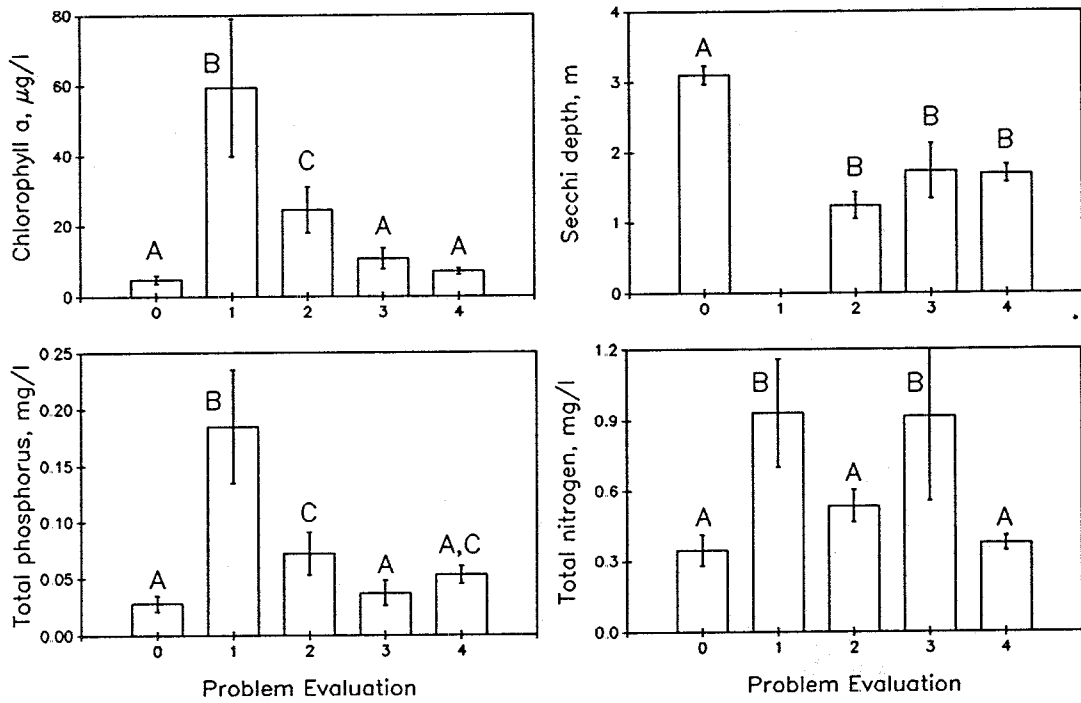 Chlorophyll a, μg/l
80
60
40
20
0
B
C
A
A
A
0 1 2 3 4
Secchi depth, m
4
3
2
1
0
A
B
B
B
0 1 2 3 4
Total phosphorus, mg/l
0.25
0.20
0.15
0.10
0.05
0.00
B
C
A
A
A,C
0 1 2 3 4
Problem Evaluation
Total nitrogen, mg/l
1.2
0.9
0.6
0.3
0.0
B
B
A
A
A
0 1 2 3 4
Problem Evaluation